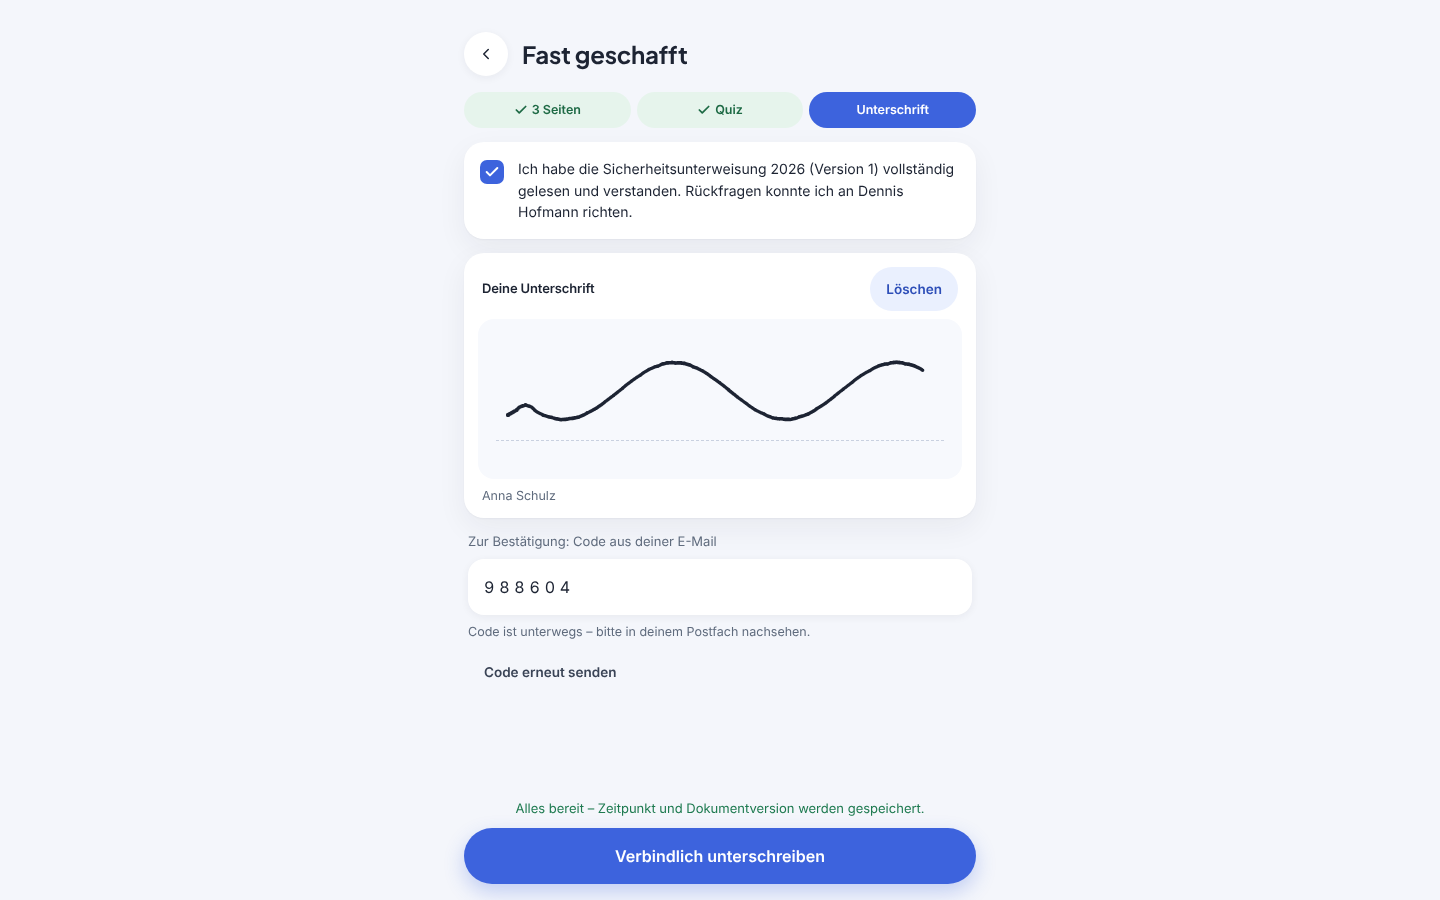 Fast geschafft
3 Seiten
Quiz
Unterschrift
Ich habe die Sicherheitsunterweisung 2026 (Version 1) vollständig
gelesen und verstanden. Rückfragen konnte ich an Dennis
Hofmann richten.
Deine Unterschrift
Löschen
Anna Schulz
Zur Bestätigung: Code aus deiner E-Mail
988604
Code ist unterwegs – bitte in deinem Postfach nachsehen.
Code erneut senden
Alles bereit – Zeitpunkt und Dokumentversion werden gespeichert.
Verbindlich unterschreiben